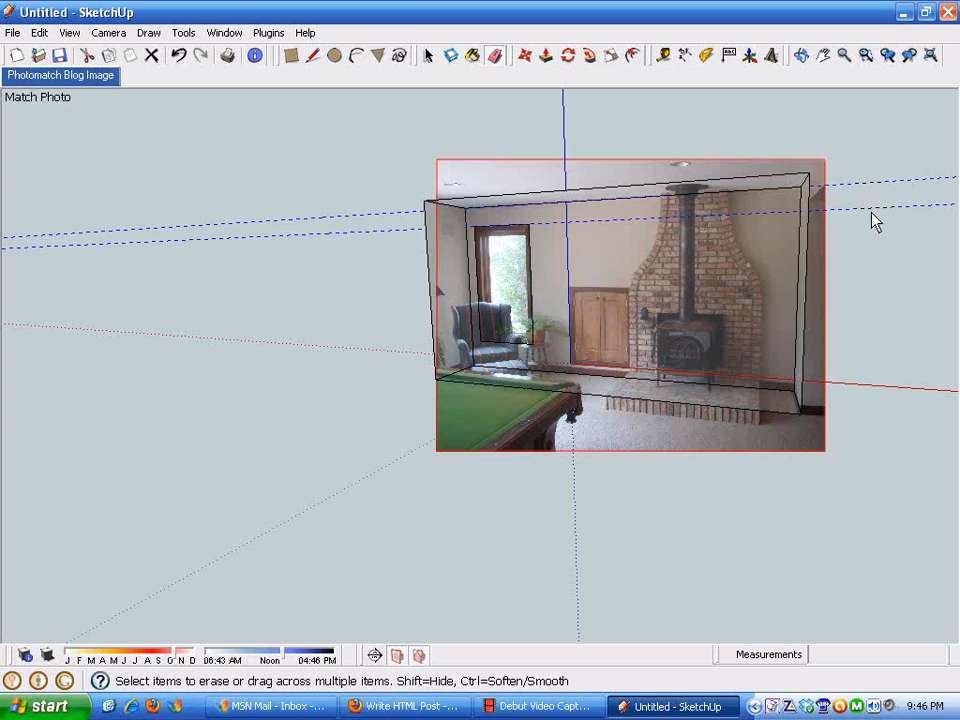 Untitled - SketchUp
File Edit View Camera Draw Tools Window Plugins Help
Photomatch Blog Image
Match Photo
J F M A M J J A S O N D 06:43 AM Noon 04:46 PM
Measurements
Select items to erase or drag across multiple items. Shift=Hide, Ctrl=Soften/Smooth
start MSN Mail - Inbox -... Write HTML Post -... Debut Video Capt... Untitled - SketchUp 9:46 PM